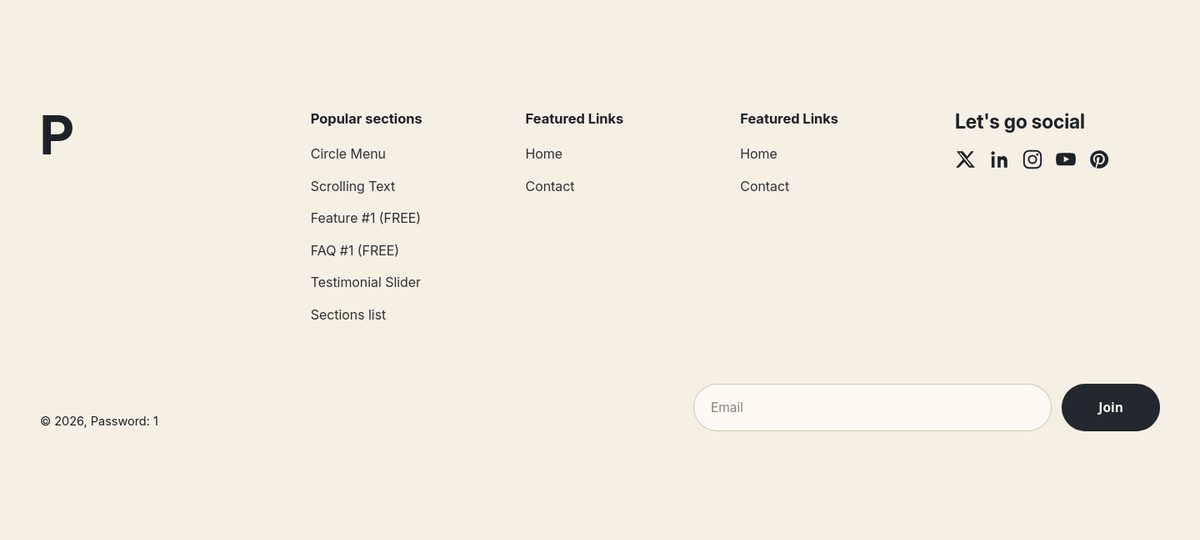 P
Popular sections
Circle Menu
Scrolling Text
Feature #1 (FREE)
FAQ #1 (FREE)
Testimonial Slider
Sections list
Featured Links
Home
Contact
Featured Links
Home
Contact
Let's go social
© 2026, Password: 1
Email
Join